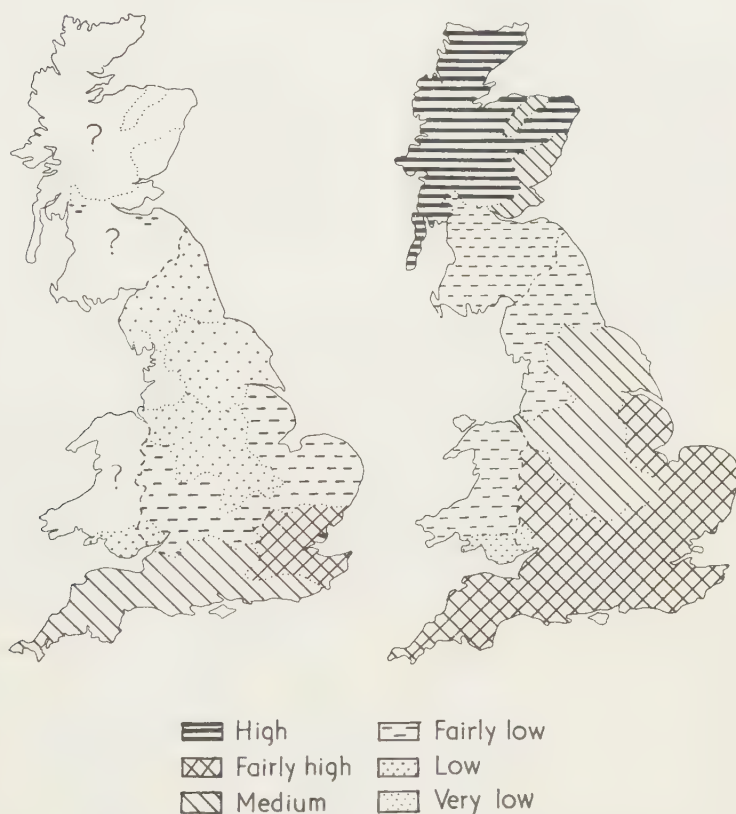 ?
?
?
High
Fairly high
Medium
Fairly low
Low
Very low